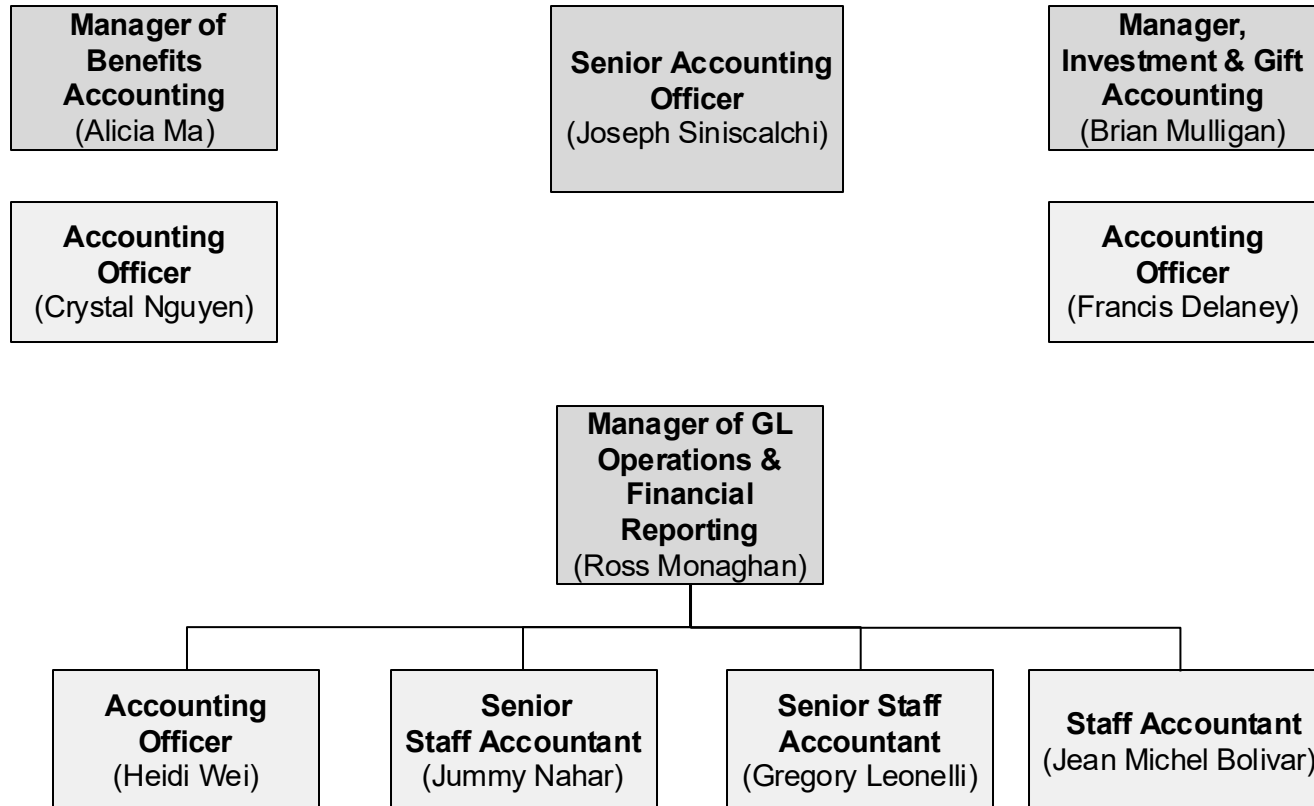 Manager of
Benefits
Accounting
(Alicia Ma)
Senior Accounting
Officer
(Joseph Siniscalchi)
Manager,
Investment & Gift
Accounting
(Brian Mulligan)
Accounting
Officer
(Crystal Nguyen)
Accounting
Officer
(Francis Delaney)
Manager of GL
Operations &
Financial
Reporting
(Ross Monaghan)
Accounting
Officer
(Heidi Wei)
Senior
Staff Accountant
(Jummy Nahar)
Senior Staff
Accountant
(Gregory Leonelli)
Staff Accountant
(Jean Michel Bolivar)